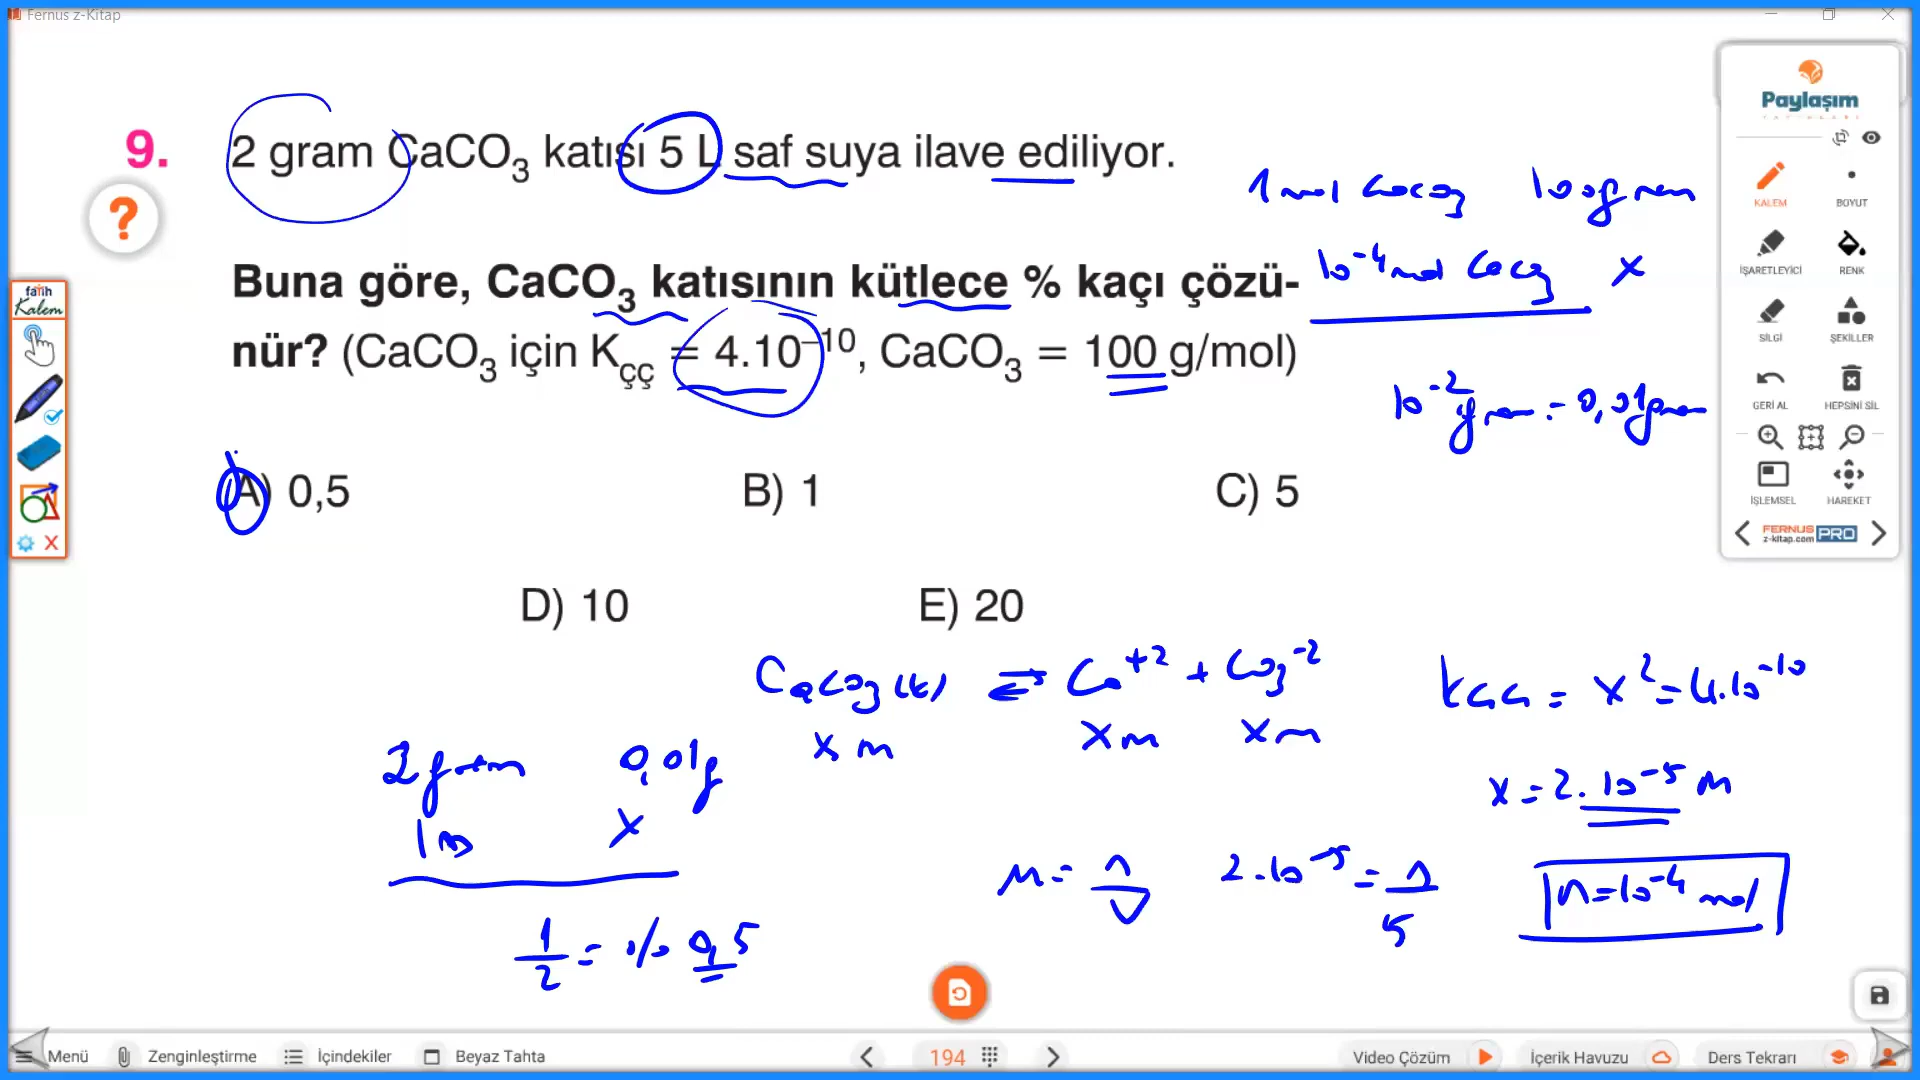 Fernus z-Kitap
9. 2 gram CaCO3 katısı 5 L saf suya ilave ediliyor.
Buna göre, CaCO3 katısının kütlece % kaçı çözü-
nür? (CaCO3 için Kçç = 4.10⁻¹⁰, CaCO3 = 100 g/mol)
A) 0,5
B) 1
C) 5
D) 10
E) 20
1 mol CaCO3 100 gram
10⁻⁴ mol CaCO3 x
10⁻² gram = 0,01 gram
CaCO3(k) ⇌ Ca⁺² + CO3⁻²
x M x M x M
Kçç = x² = 4.10⁻¹⁰
x = 2.10⁻⁵ M
M = n/V 2.10⁻⁵ = n/5
n = 10⁻⁴ mol
2 gram 0,01 g
100 x
1/2 = % 0,5
Paylaşım
YAYINLARI
KALEM
BOYUT
İŞARETLEYİCİ
RENK
SİLGİ
ŞEKİLLER
GERİ AL
HEPSİNİ SİL
İŞLEMSEL
HAREKET
FERNUS
z-kitap.com PRO
fatih
Kalem
Menü
Zenginleştirme
İçindekiler
Beyaz Tahta
194
Video Çözüm
İçerik Havuzu
Ders Tekrarı